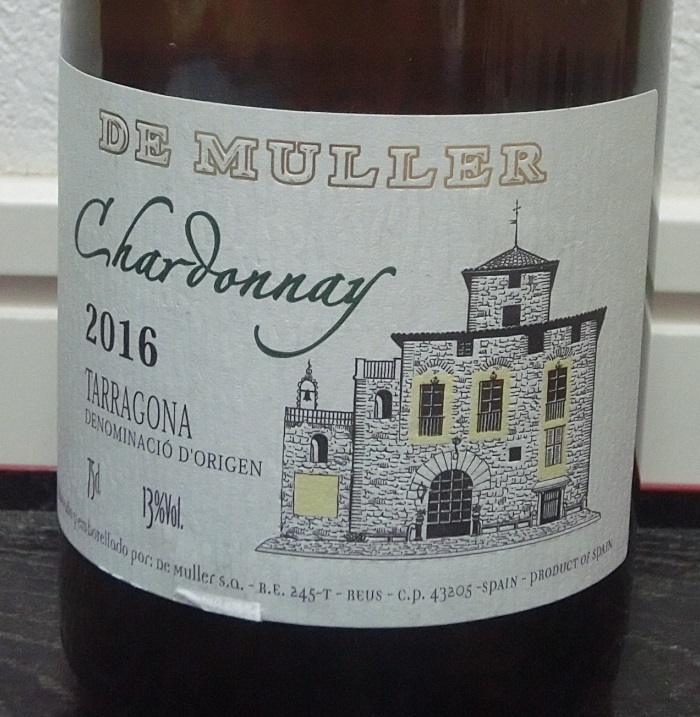 DE MULLER
Chardonnay
2016
TARRAGONA
DENOMINACIÓ D'ORIGEN
75cl 13%Vol.
embotellado por: De Muller s.a. - R.E. 245-T - REUS - C.P. 43205 -SPAIN - PRODUCT OF SPAIN